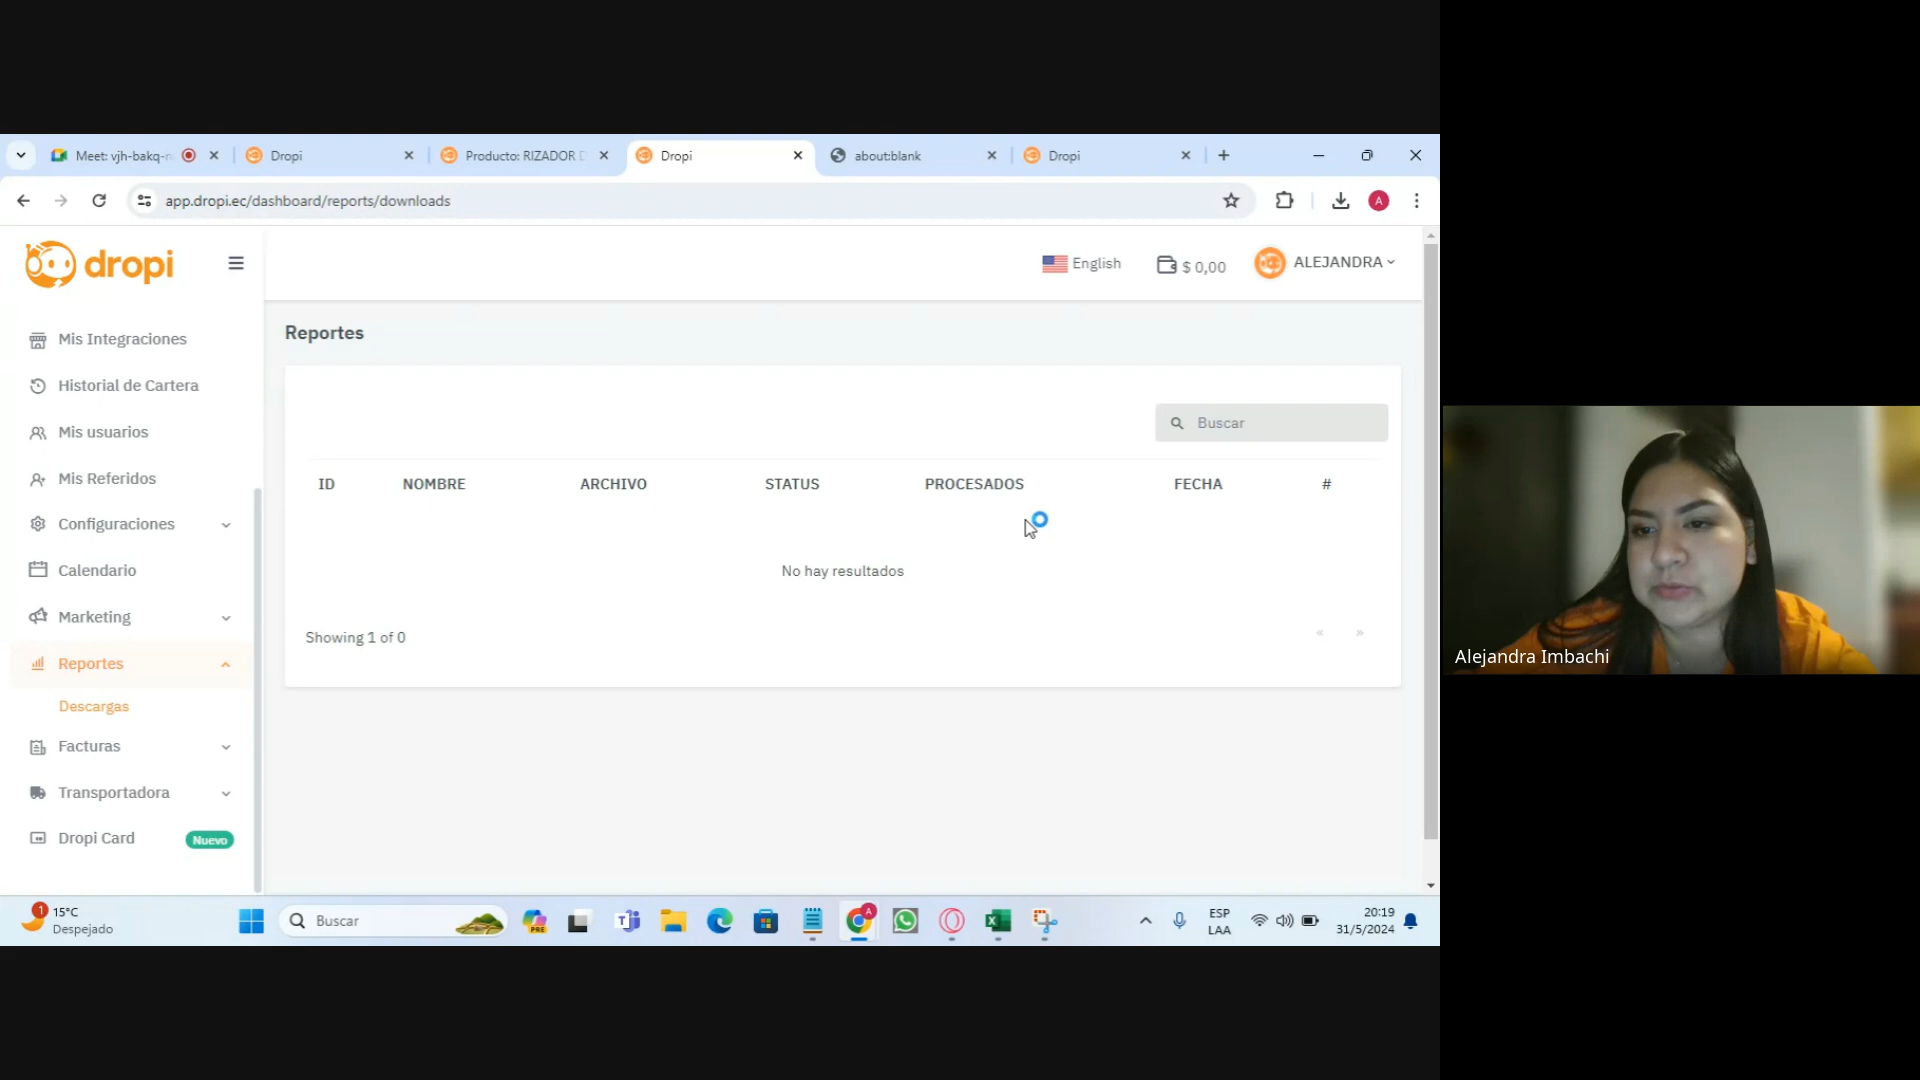 Meet: vjh-bakq-n
Dropi
Producto: RIZADOR D
Dropi
about:blank
Dropi
app.dropi.ec/dashboard/reports/downloads
A
dropi
English
$ 0,00
ALEJANDRA
Mis Integraciones
Historial de Cartera
Mis usuarios
Mis Referidos
Configuraciones
Calendario
Marketing
Reportes
Descargas
Facturas
Transportadora
Dropi Card
Nuevo
Reportes
Buscar
ID NOMBRE ARCHIVO STATUS PROCESADOS FECHA #
No hay resultados
Showing 1 of 0
« »
Alejandra Imbachi
1
15°C
Despejado
Buscar
PRE
A
ESP
LAA
20:19
31/5/2024